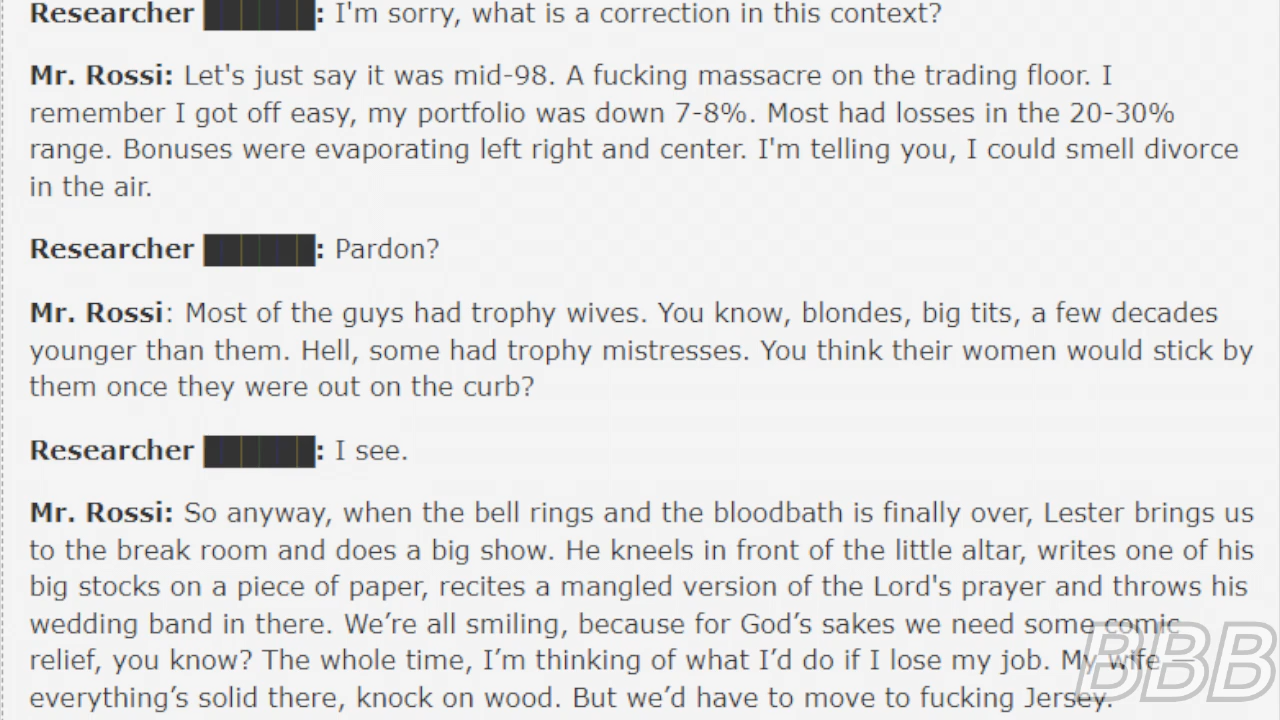 Researcher ██████: I'm sorry, what is a correction in this context?
Mr. Rossi: Let's just say it was mid-98. A fucking massacre on the trading floor. I
remember I got off easy, my portfolio was down 7-8%. Most had losses in the 20-30%
range. Bonuses were evaporating left right and center. I'm telling you, I could smell divorce
in the air.
Researcher ██████: Pardon?
Mr. Rossi: Most of the guys had trophy wives. You know, blondes, big tits, a few decades
younger than them. Hell, some had trophy mistresses. You think their women would stick by
them once they were out on the curb?
Researcher ██████: I see.
Mr. Rossi: So anyway, when the bell rings and the bloodbath is finally over, Lester brings us
to the break room and does a big show. He kneels in front of the little altar, writes one of his
big stocks on a piece of paper, recites a mangled version of the Lord's prayer and throws his
wedding band in there. We’re all smiling, because for God’s sakes we need some comic
relief, you know? The whole time, I’m thinking of what I’d do if I lose my job. My wife —
everything’s solid there, knock on wood. But we’d have to move to fucking Jersey.
BBB